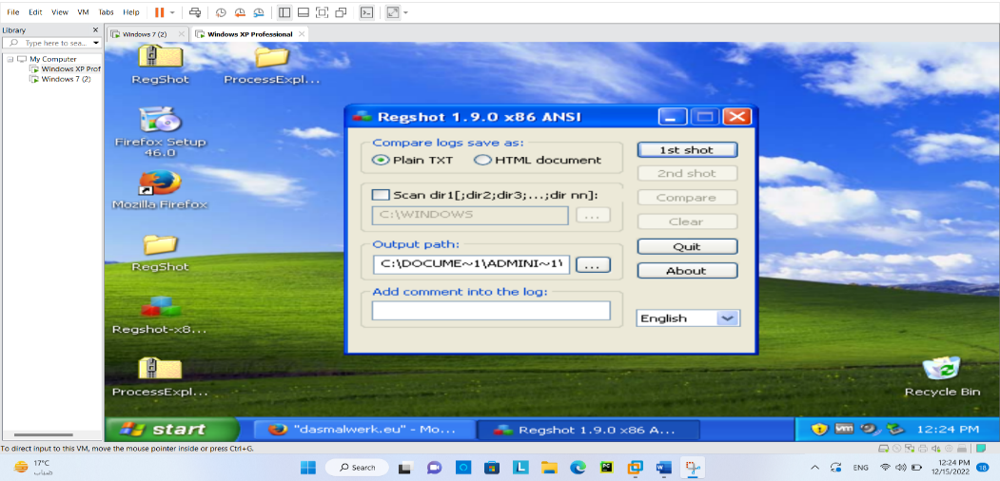 File Edit View VM Tabs Help
Library
Type here to sea...
My Computer
Windows XP Prof
Windows 7 (2)
Windows 7 (2)
Windows XP Professional
RegShot
ProcessExpl...
Firefox Setup
46.0
Mozilla Firefox
RegShot
Regshot-x8...
ProcessExpl...
Regshot 1.9.0 x86 ANSI
Compare logs save as:
Plain TXT
HTML document
Scan dir1[;dir2;dir3;...;dir nn]:
C:\WINDOWS
...
Output path:
C:\DOCUME~1\ADMINI~1\
...
Add comment into the log:
1st shot
2nd shot
Compare
Clear
Quit
About
English
Recycle Bin
start
"dasmalwerk.eu" - Mo...
Regshot 1.9.0 x86 A...
12:24 PM
To direct input to this VM, move the mouse pointer inside or press Ctrl+G.
17°C
ضباب
Search
ENG
12:24 PM
12/15/2022
18